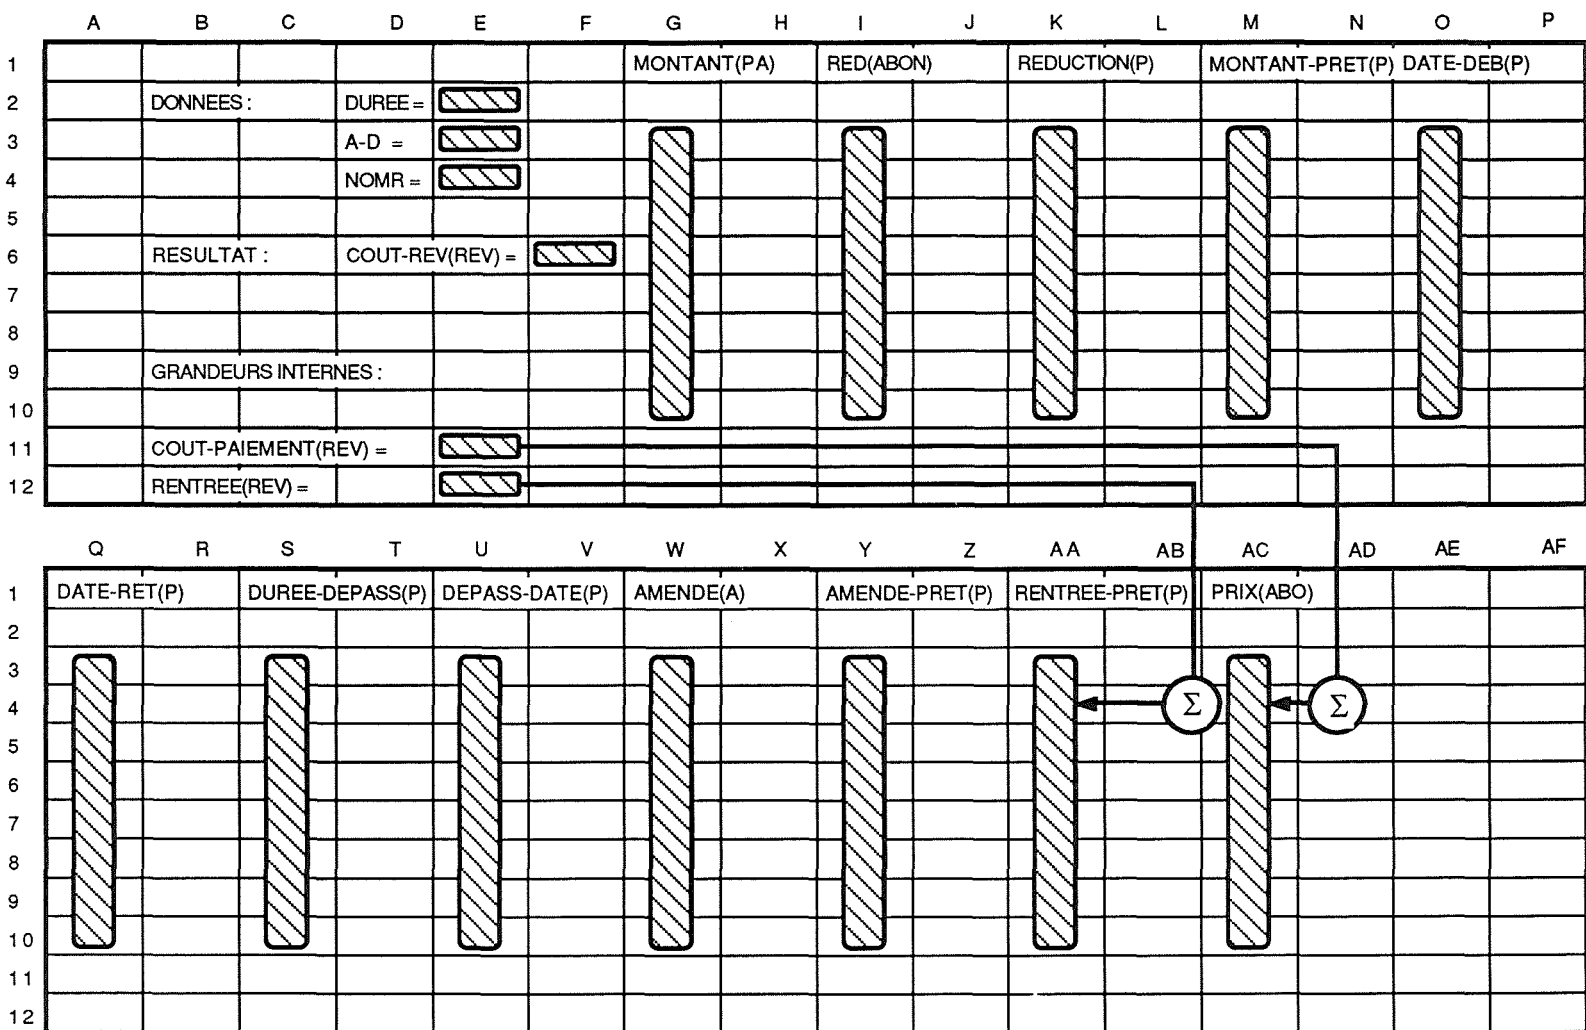 A B C D E F G H I J K L M N O P
1 MONTANT(PA) RED(ABON) REDUCTION(P) MONTANT-PRET(P) DATE-DEB(P)
2 DONNEES : DUREE =
3 A-D =
4 NOMR =
5
6 RESULTAT : COUT-REV(REV) =
7
8
9 GRANDEURS INTERNES :
10
11 COUT-PAIEMENT(REV) =
12 RENTREE(REV) =
Q R S T U V W X Y Z AA AB AC AD AE AF
1 DATE-RET(P) DUREE-DEPASS(P) DEPASS-DATE(P) AMENDE(A) AMENDE-PRET(P) RENTREE-PRET(P) PRIX(ABO)
2
3
4 Σ Σ
5
6
7
8
9
10
11
12